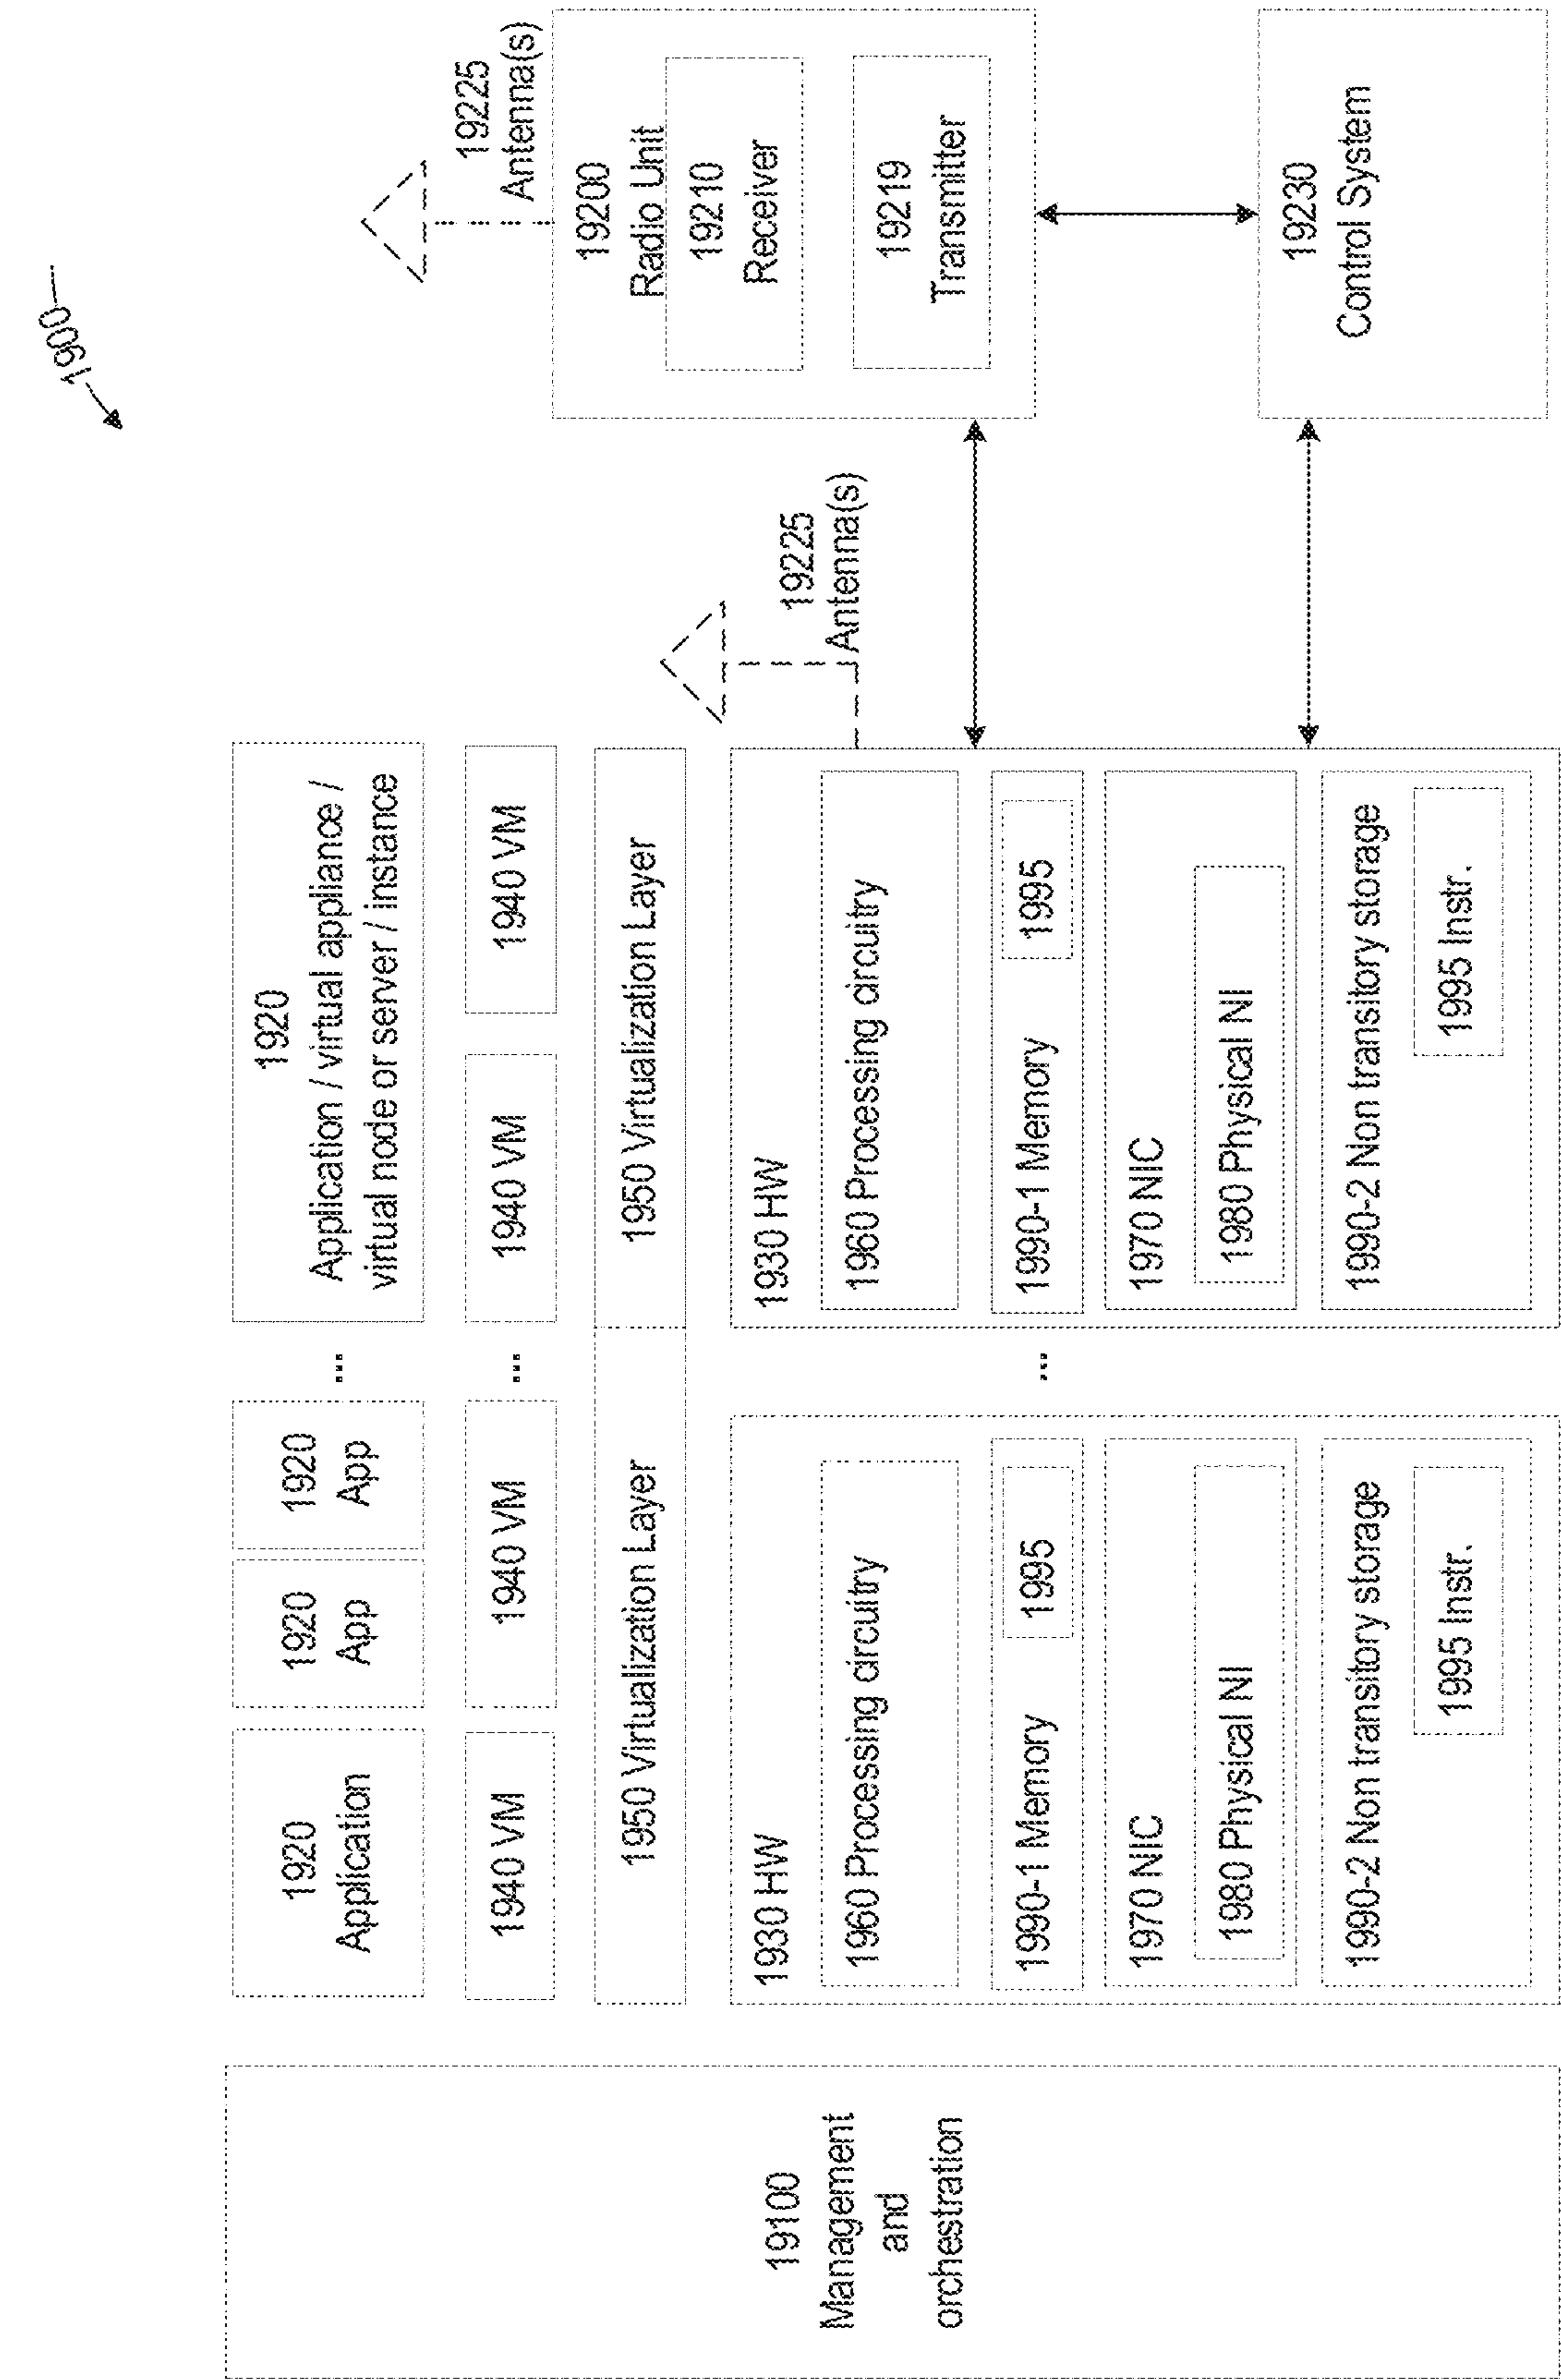 1900
19100
Management
and
orchestration
1920
Application
1920
App
1920
App
...
1920
Application / virtual appliance /
virtual node or server / instance
1940 VM
1940 VM
...
1940 VM
1940 VM
1950 Virtualization Layer
1950 Virtualization Layer
1930 HW
1960 Processing circuitry
1990-1 Memory
1995
1970 NIC
1980 Physical NI
1990-2 Non transitory storage
1995 Instr.
...
1930 HW
1960 Processing circuitry
1990-1 Memory
1995
1970 NIC
1980 Physical NI
1990-2 Non transitory storage
1995 Instr.
19225
Antenna(s)
19225
Antenna(s)
19200
Radio Unit
19210
Receiver
19219
Transmitter
19230
Control System